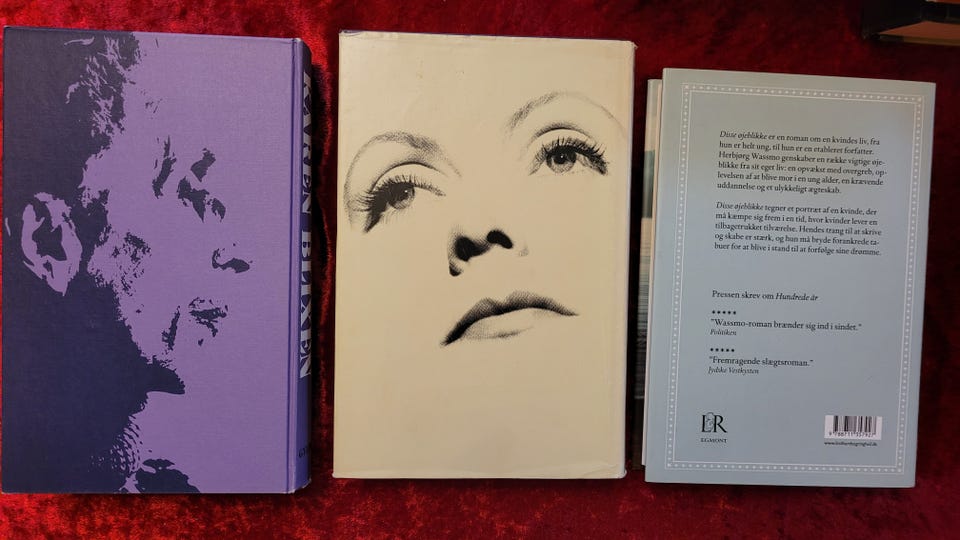 KAREN BLIXEN
Disse øjeblikke er en roman om en kvindes liv, fra
hun er helt ung, til hun er en etableret forfatter.
Herbjørg Wassmo genskaber en række vigtige øje-
blikke fra sit eget liv: en opvækst med overgreb, op-
levelsen af at blive mor i en ung alder, en krævende
uddannelse og et ulykkeligt ægteskab.
Disse øjeblikke tegner et portræt af en kvinde, der
må kæmpe sig frem i en tid, hvor kvinder lever en
tilbagetrukket tilværelse. Hendes trang til at skrive
og skabe er stærk, og hun må bryde forankrede ta-
buer for at blive i stand til at forfølge sine drømme.
Pressen skrev om Hundrede år
★★★★★
"Wassmo-roman brænder sig ind i sindet."
Politiken
★★★★★
"Fremragende slægtsroman."
Jydske Vestkysten
L&R
EGMONT
9 788711 357927
www.lindhardtogringhof.dk